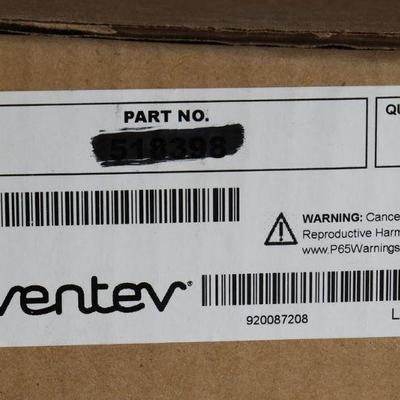 PART NO.
518398
QU
WARNING: Cance
Reproductive Harm
www.P65Warnings
ventev®
920087208
L